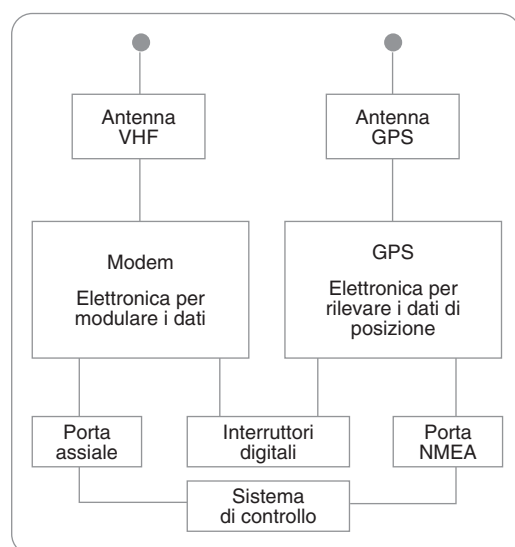 Antenna
VHF
Antenna
GPS
Modem
Elettronica per
modulare i dati
GPS
Elettronica per
rilevare i dati di
posizione
Porta
assiale
Interruttori
digitali
Porta
NMEA
Sistema
di controllo